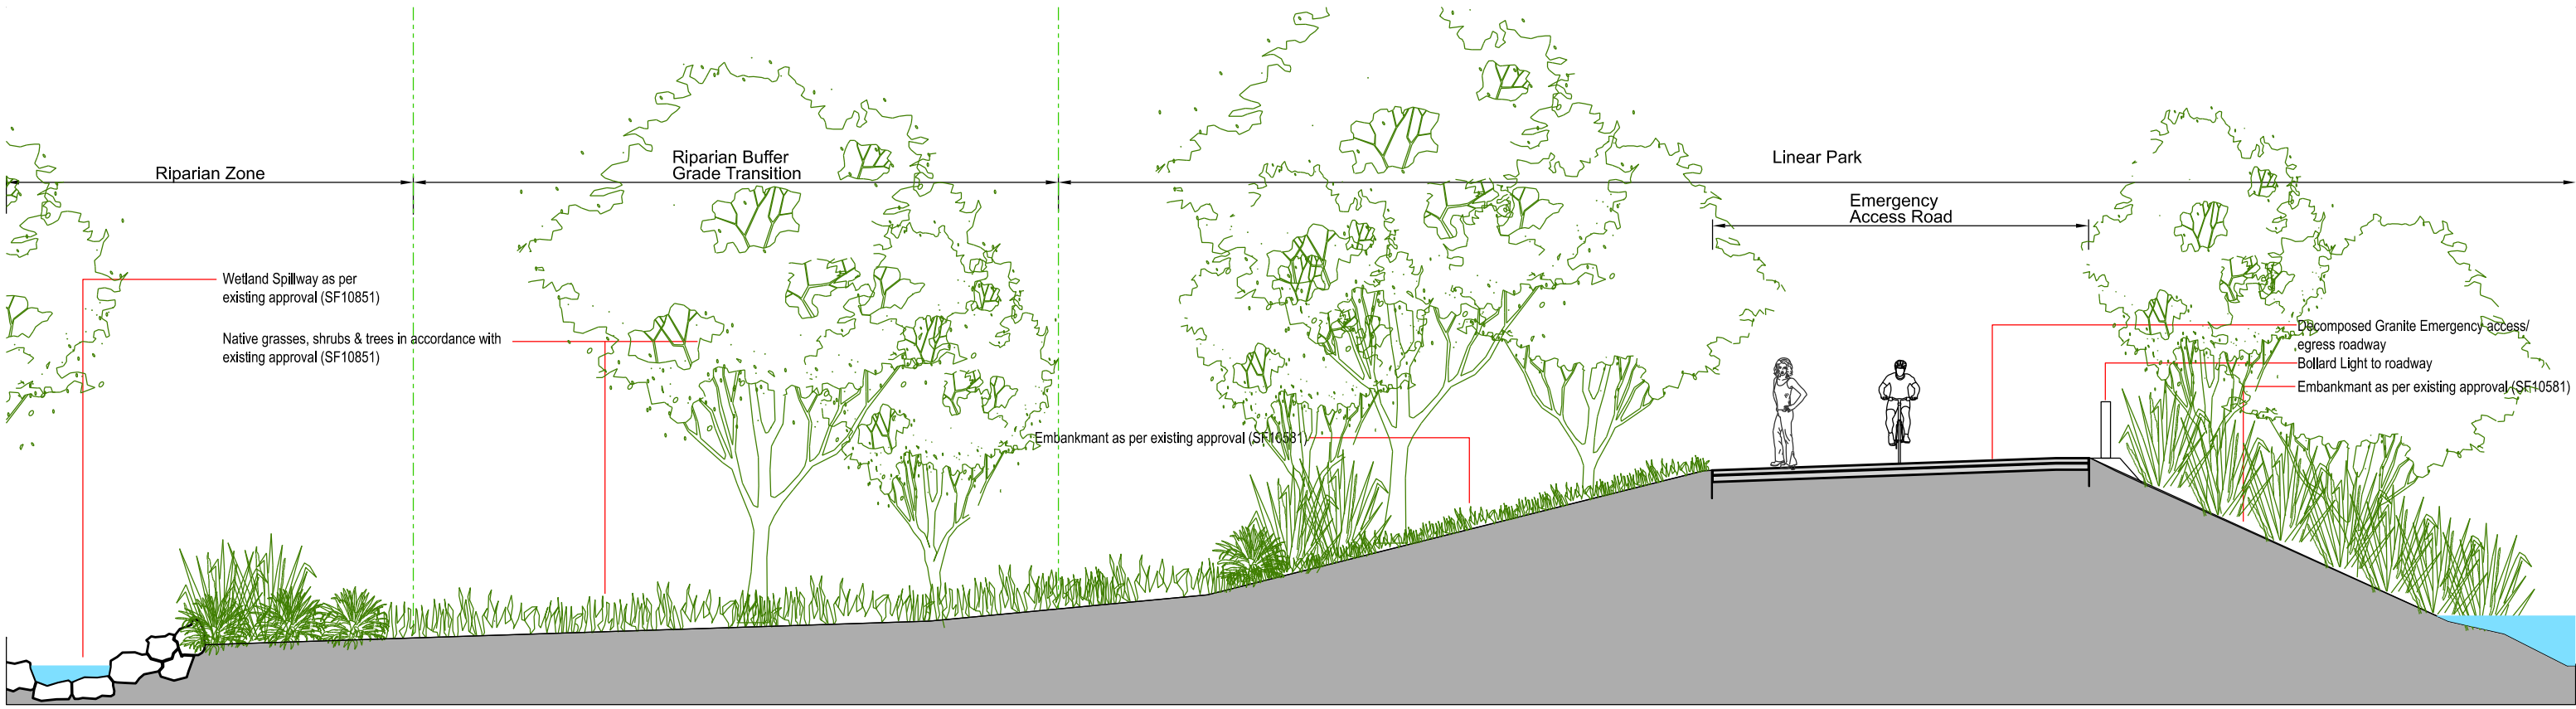 Riparian Zone
Riparian Buffer
Grade Transition
Linear Park
Emergency
Access Road
Wetland Spillway as per
existing approval (SF10851)
Native grasses, shrubs & trees in accordance with
existing approval (SF10851)
Embankmant as per existing approval (SF10581)
Decomposed Granite Emergency access/
egress roadway
Bollard Light to roadway
Embankmant as per existing approval (SF10581)